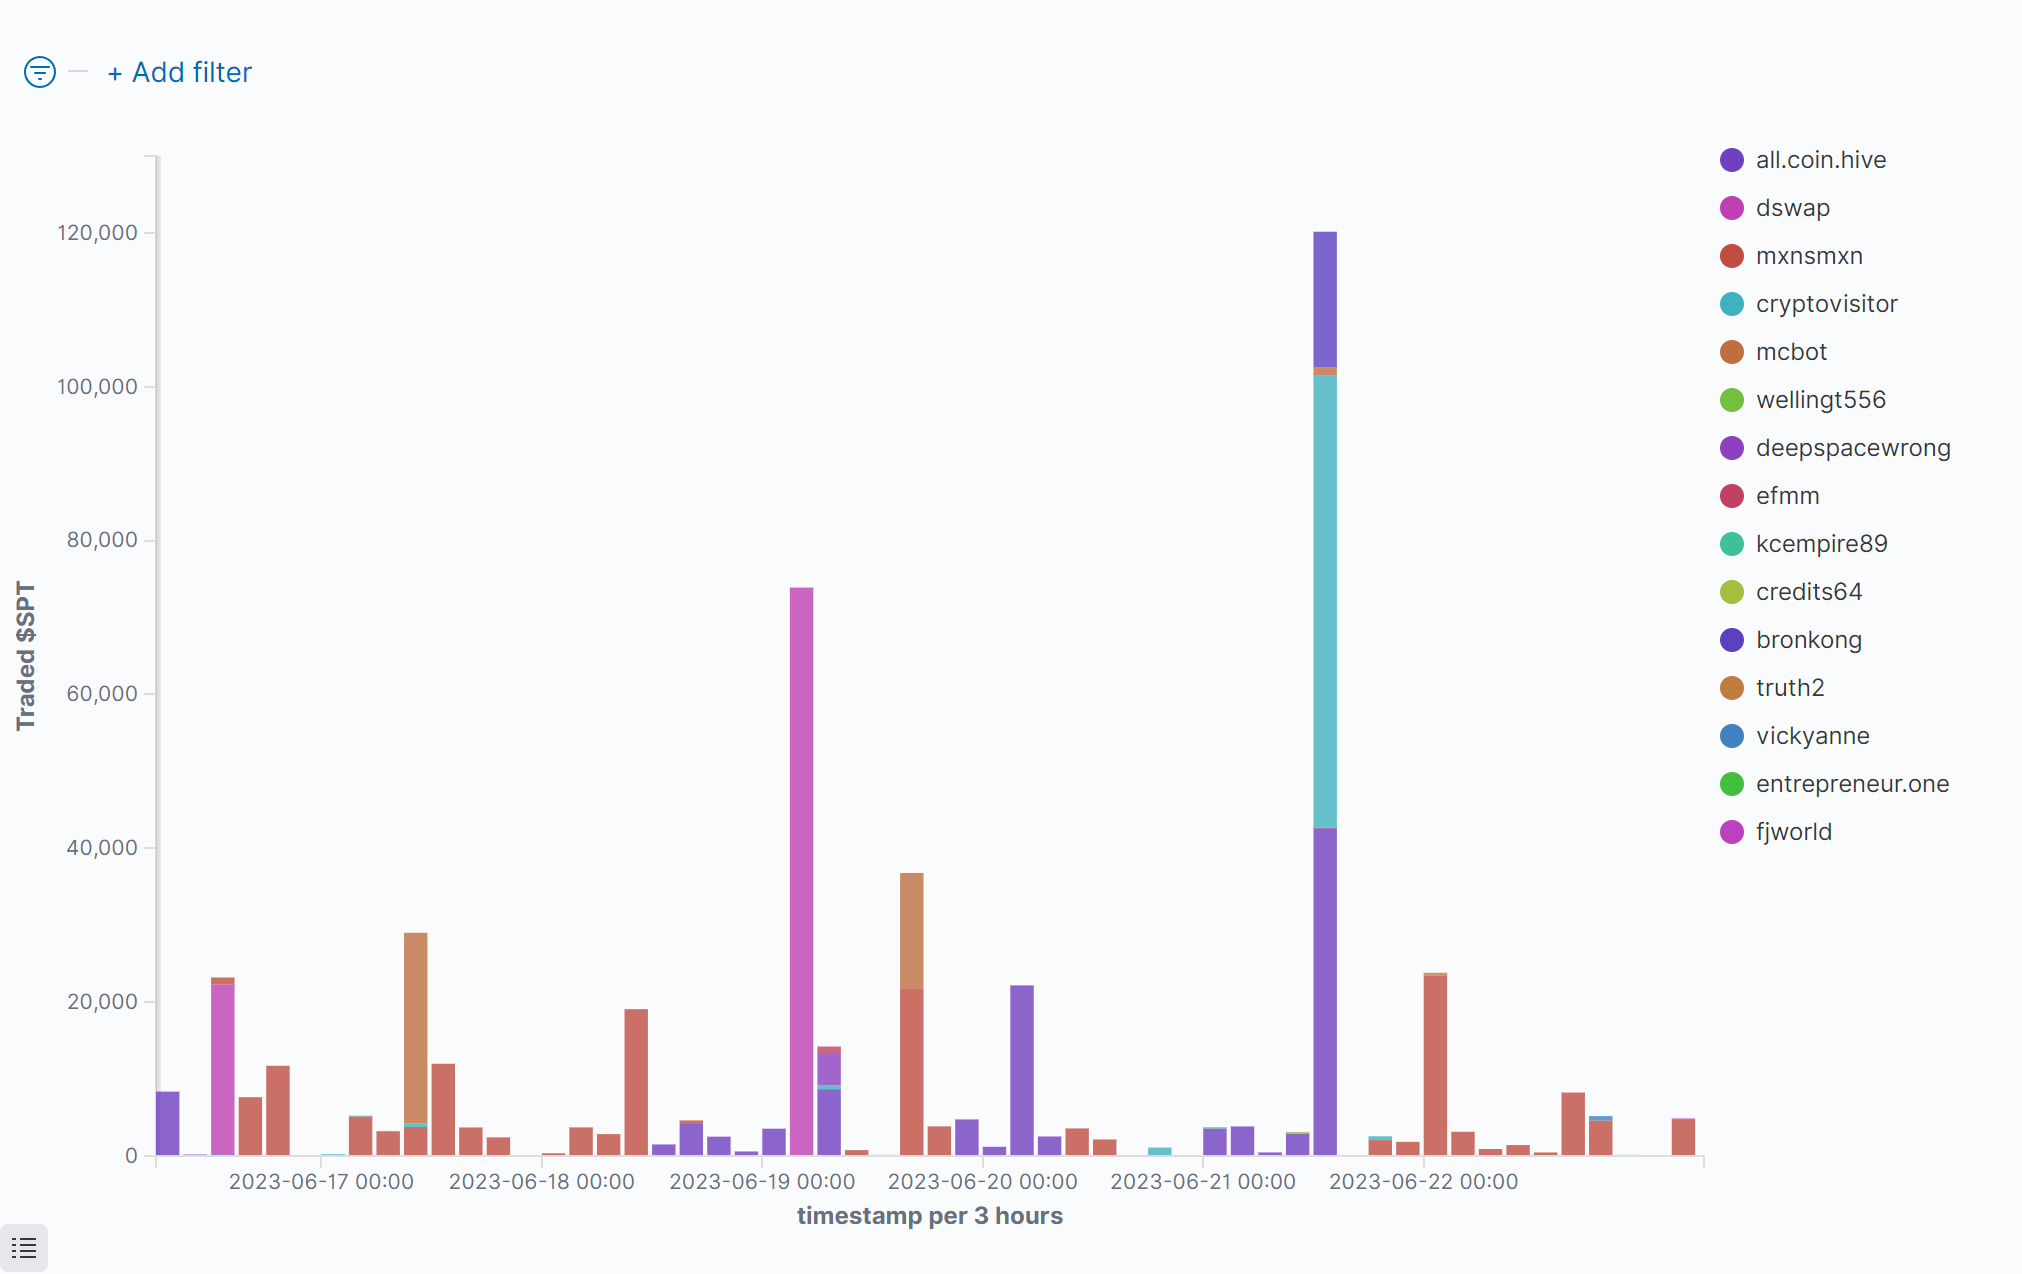 + Add filter
Traded $SPT
120,000
100,000
80,000
60,000
40,000
20,000
0
2023-06-17 00:00
2023-06-18 00:00
2023-06-19 00:00
2023-06-20 00:00
2023-06-21 00:00
2023-06-22 00:00
timestamp per 3 hours
all.coin.hive
dswap
mxnsmxn
cryptovisitor
mcbot
wellingt556
deepspacewrong
efmm
kcempire89
credits64
bronkong
truth2
vickyanne
entrepreneur.one
fjworld